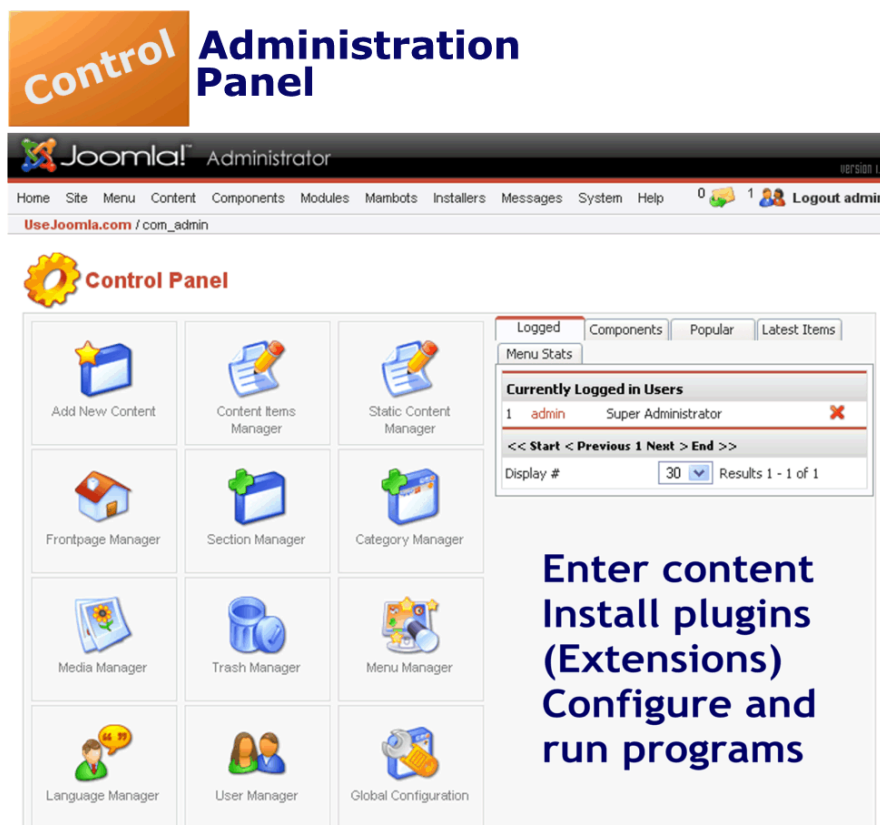 Control
Administration
Panel
Joomla!™ Administrator
version 1.
Home Site Menu Content Components Modules Mambots Installers Messages System Help 0 1 Logout admin
UseJoomla.com / com_admin
Control Panel
Logged Components Popular Latest Items
Menu Stats
Currently Logged in Users
1 admin Super Administrator
<< Start < Previous 1 Next > End >>
Display # 30 Results 1 - 1 of 1
Add New Content
Content Items
Manager
Static Content
Manager
Frontpage Manager
Section Manager
Category Manager
Media Manager
Trash Manager
Menu Manager
Language Manager
User Manager
Global Configuration
Enter content
Install plugins
(Extensions)
Configure and
run programs